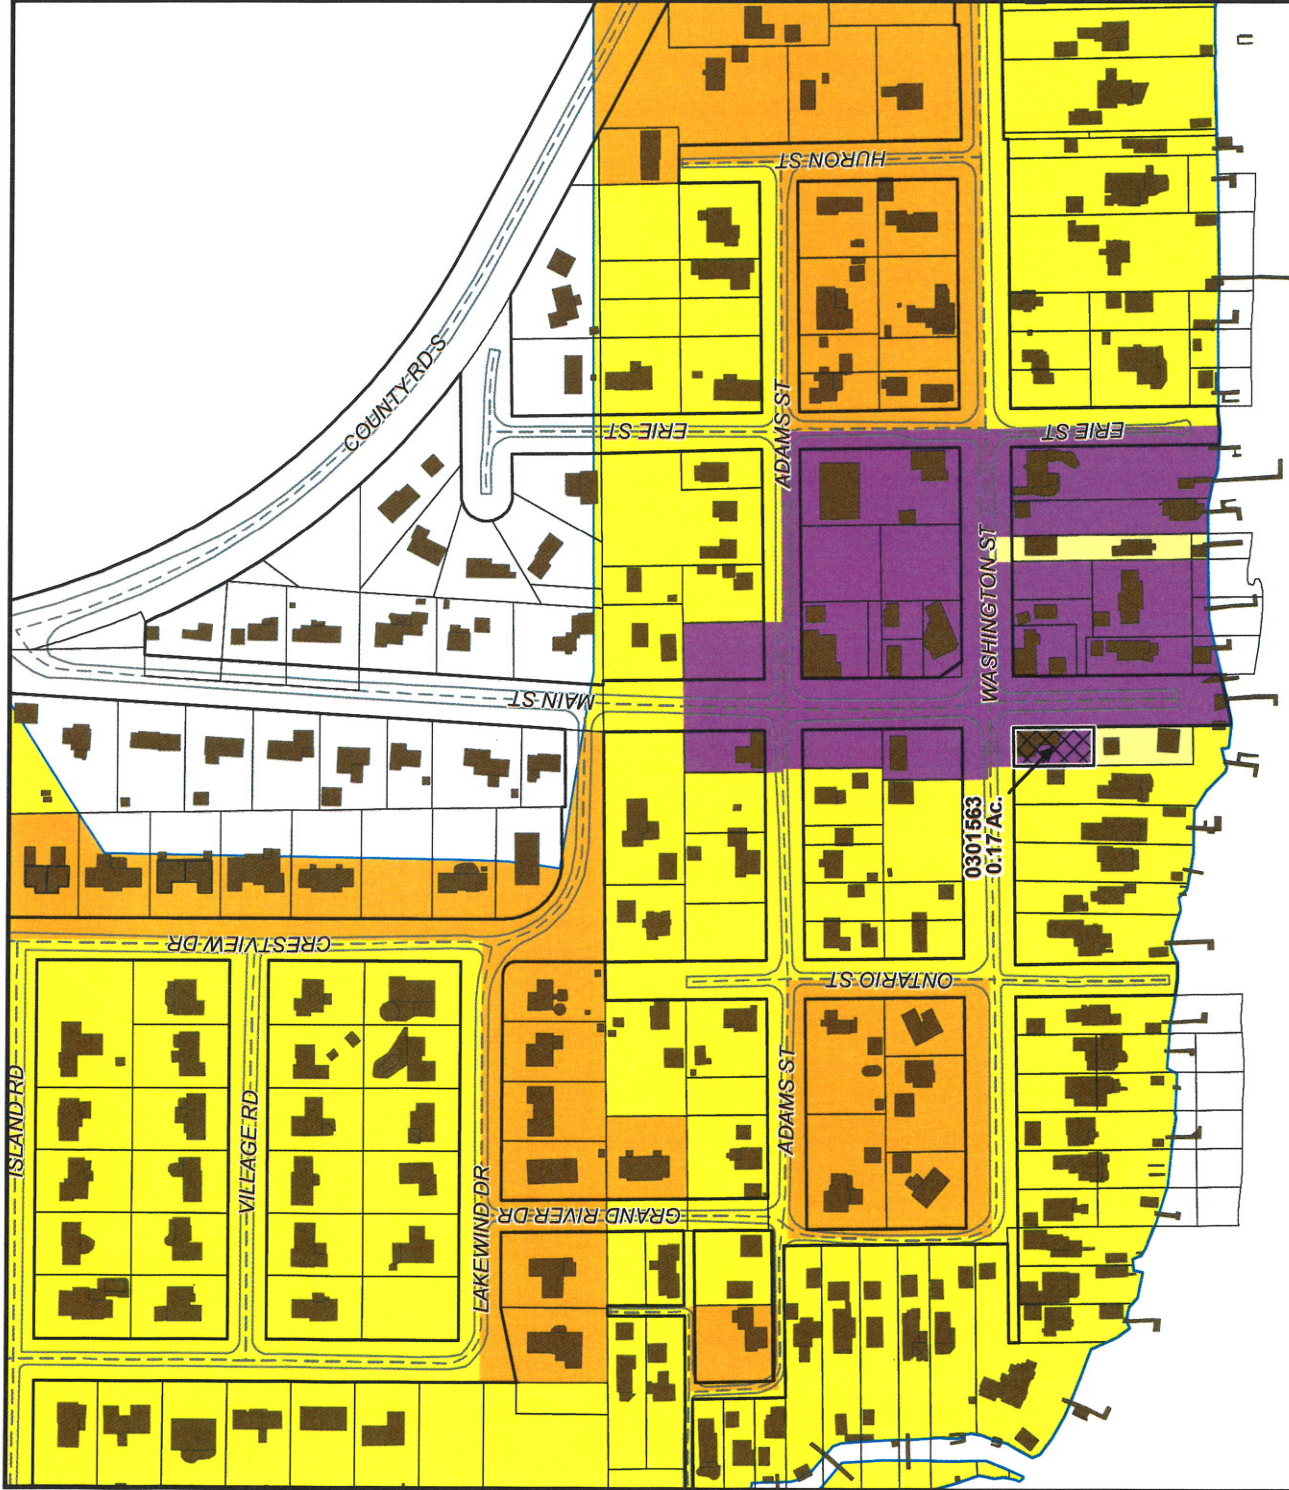 HURON ST
COUNTY RD S
ERIE ST
ADAMS ST
ERIE ST
WASHINGTON ST
MAIN ST
0301563
0.17 Ac.
CRESTVIEW DR
ONTARIO ST
ISLAND RD
VILLAGE RD
ADAMS ST
LAKEWIND DR
GRAND RIVER DR